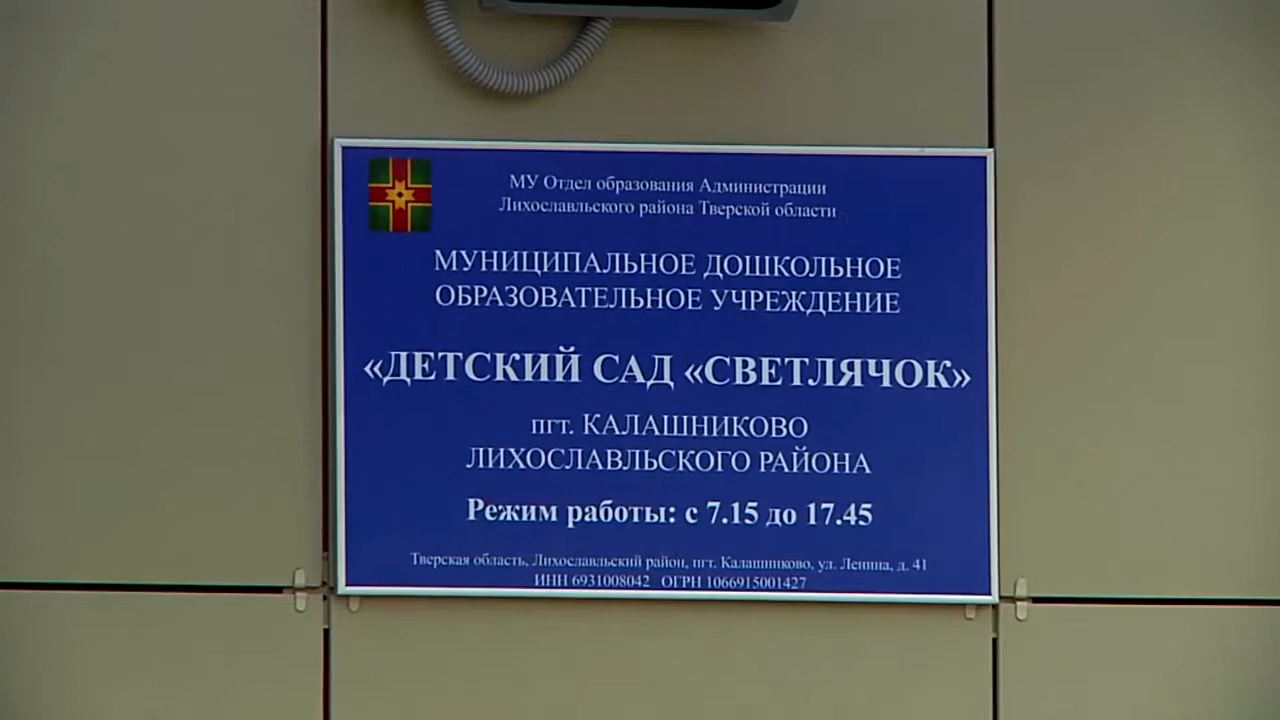 МУ Отдел образования Администрации
Лихославльского района Тверской области
МУНИЦИПАЛЬНОЕ ДОШКОЛЬНОЕ
ОБРАЗОВАТЕЛЬНОЕ УЧРЕЖДЕНИЕ
«ДЕТСКИЙ САД «СВЕТЛЯЧОК»
пгт. КАЛАШНИКОВО
ЛИХОСЛАВЛЬСКОГО РАЙОНА
Режим работы: с 7.15 до 17.45
Тверская область, Лихославльский район, пгт. Калашниково, ул. Ленина, д. 41
ИНН 6931008042 ОГРН 1066915001427